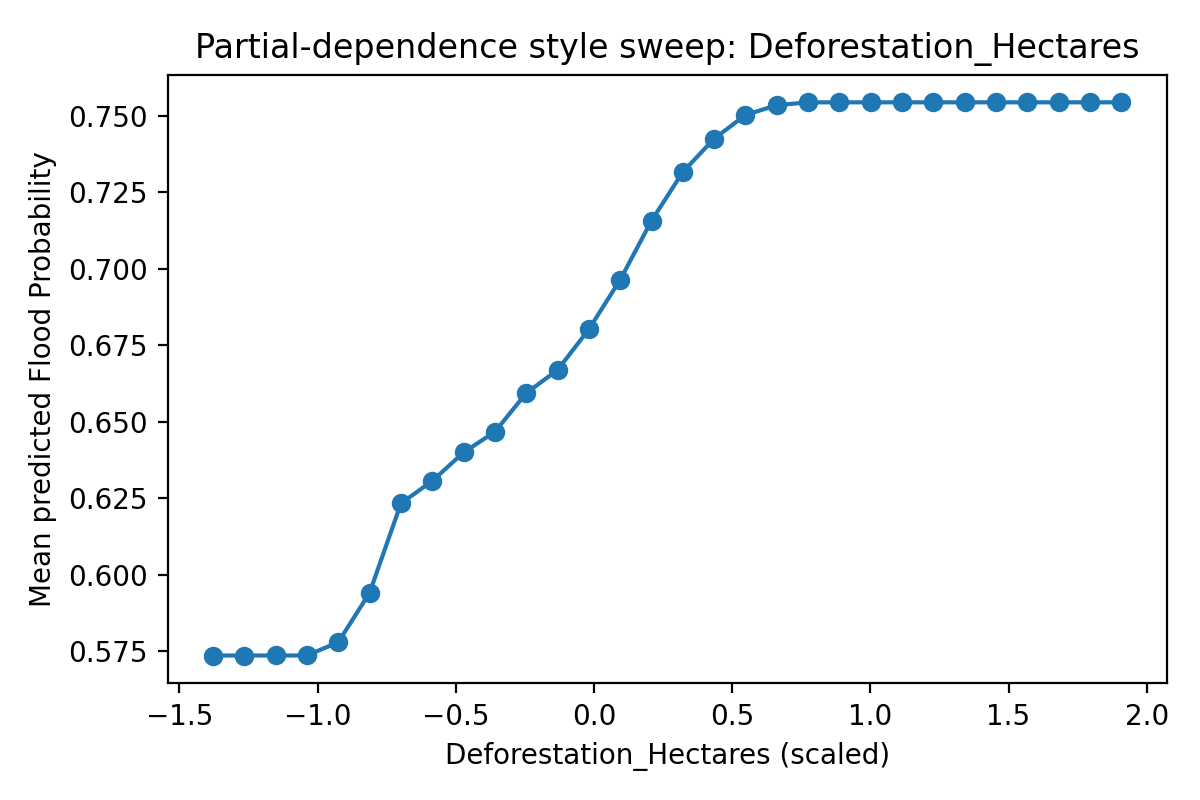 Partial-dependence style sweep: Deforestation_Hectares
Mean predicted Flood Probability
0.750
0.725
0.700
0.675
0.650
0.625
0.600
0.575
−1.5 −1.0 −0.5 0.0 0.5 1.0 1.5 2.0
Deforestation_Hectares (scaled)